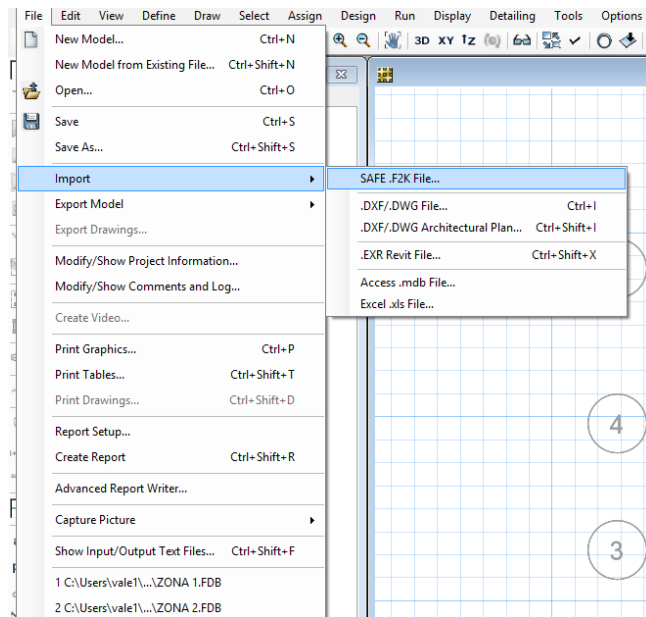 File Edit View Define Draw Select Assign Design Run Display Detailing Tools Options
New Model... Ctrl+N
3D XY
New Model from Existing File... Ctrl+Shift+N
Open... Ctrl+O
Save Ctrl+S
Save As... Ctrl+Shift+S
Import
SAFE .F2K File...
Export Model
.DXF/.DWG File... Ctrl+I
Export Drawings...
.DXF/.DWG Architectural Plan... Ctrl+Shift+I
.EXR Revit File... Ctrl+Shift+X
Modify/Show Project Information...
Access .mdb File...
Modify/Show Comments and Log...
Excel .xls File...
Create Video...
Print Graphics... Ctrl+P
Print Tables... Ctrl+Shift+T
Print Drawings... Ctrl+Shift+D
4
Report Setup...
Create Report Ctrl+Shift+R
Advanced Report Writer...
Capture Picture
Show Input/Output Text Files... Ctrl+Shift+F
3
1 C:\Users\vale1\...\ZONA 1.FDB
2 C:\Users\vale1\...\ZONA 2.FDB